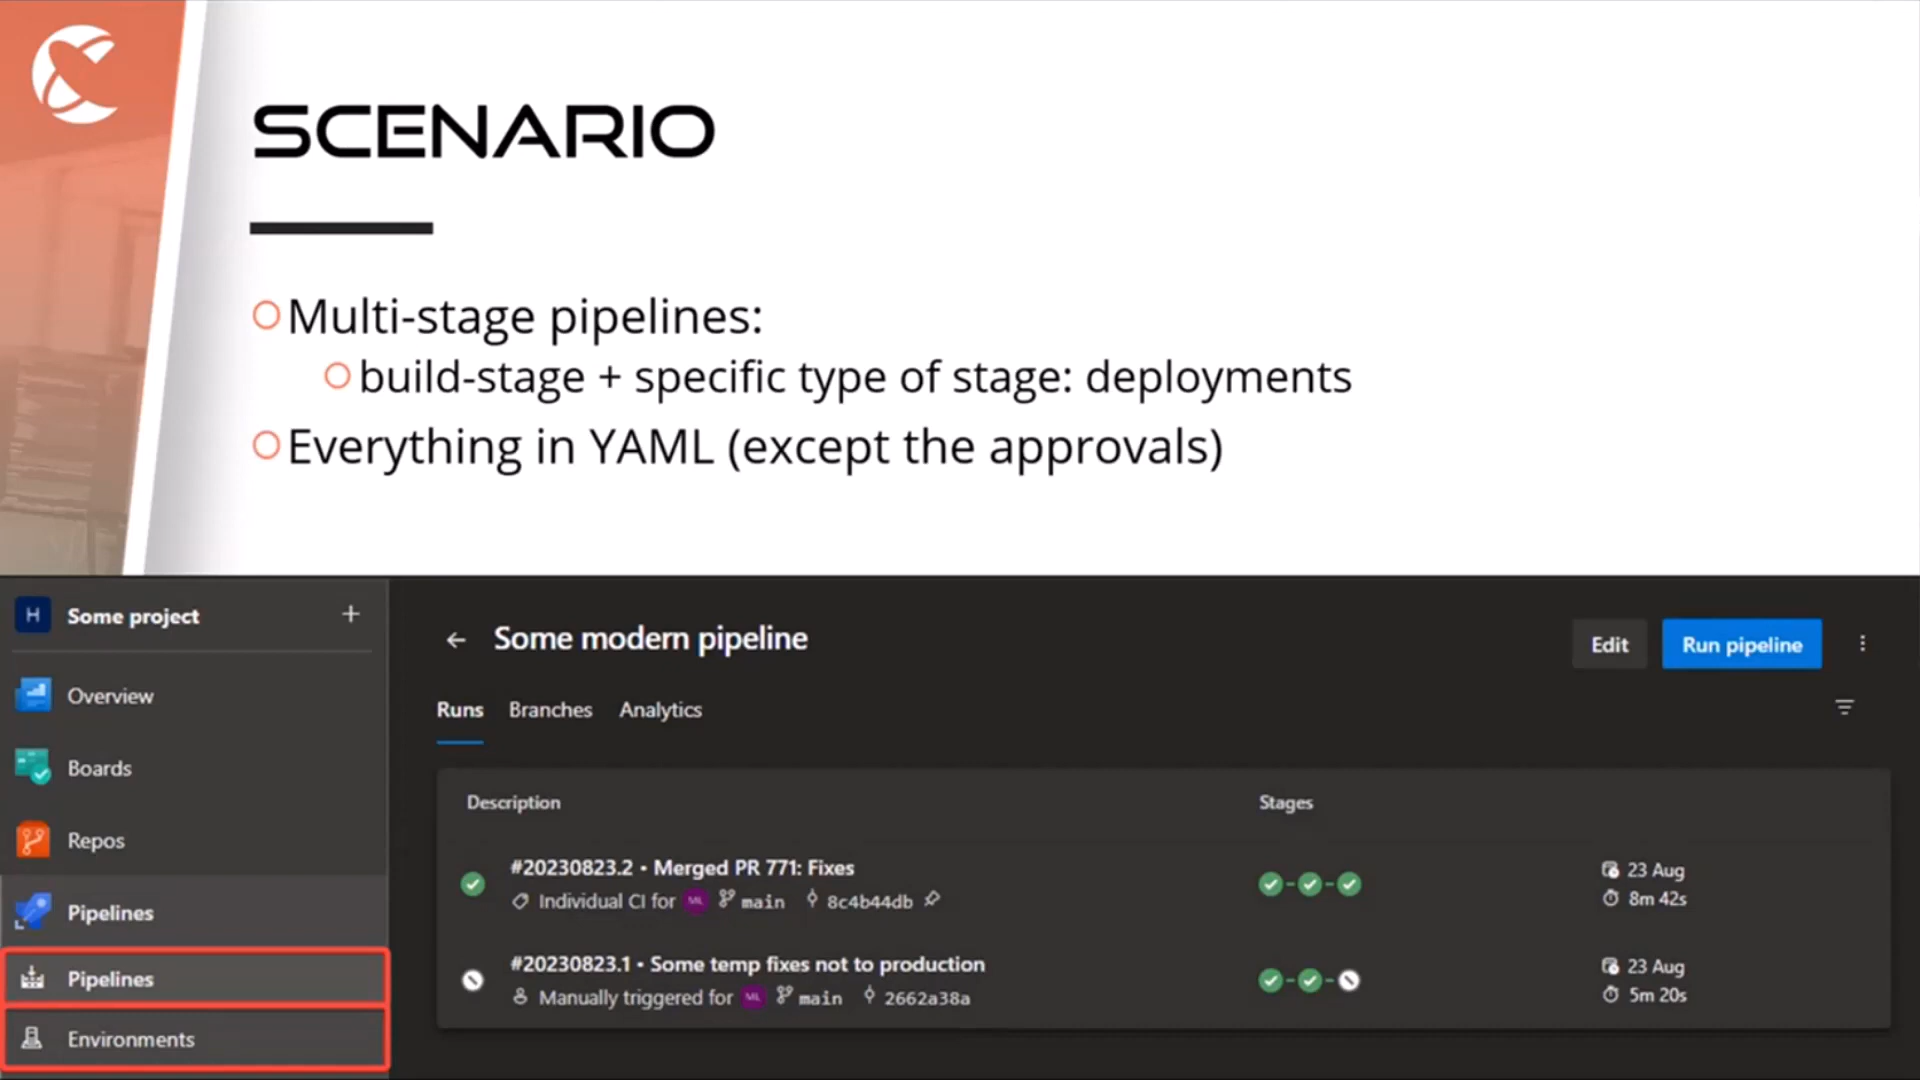 SCENARIO
Multi-stage pipelines:
build-stage + specific type of stage: deployments
Everything in YAML (except the approvals)
H Some project +
Overview
Boards
Repos
Pipelines
Pipelines
Environments
← Some modern pipeline
Edit
Run pipeline
Runs Branches Analytics
Description Stages
#20230823.2 • Merged PR 771: Fixes
Individual CI for ML main 8c4b44db
23 Aug
8m 42s
#20230823.1 • Some temp fixes not to production
Manually triggered for ML main 2662a38a
23 Aug
5m 20s